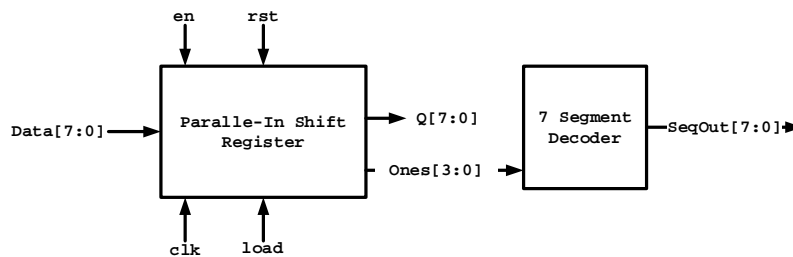 en
rst
Data[7:0]
Paralle-In Shift
Register
Q[7:0]
Ones[3:0]
7 Segment
Decoder
SeqOut[7:0]
clk
load